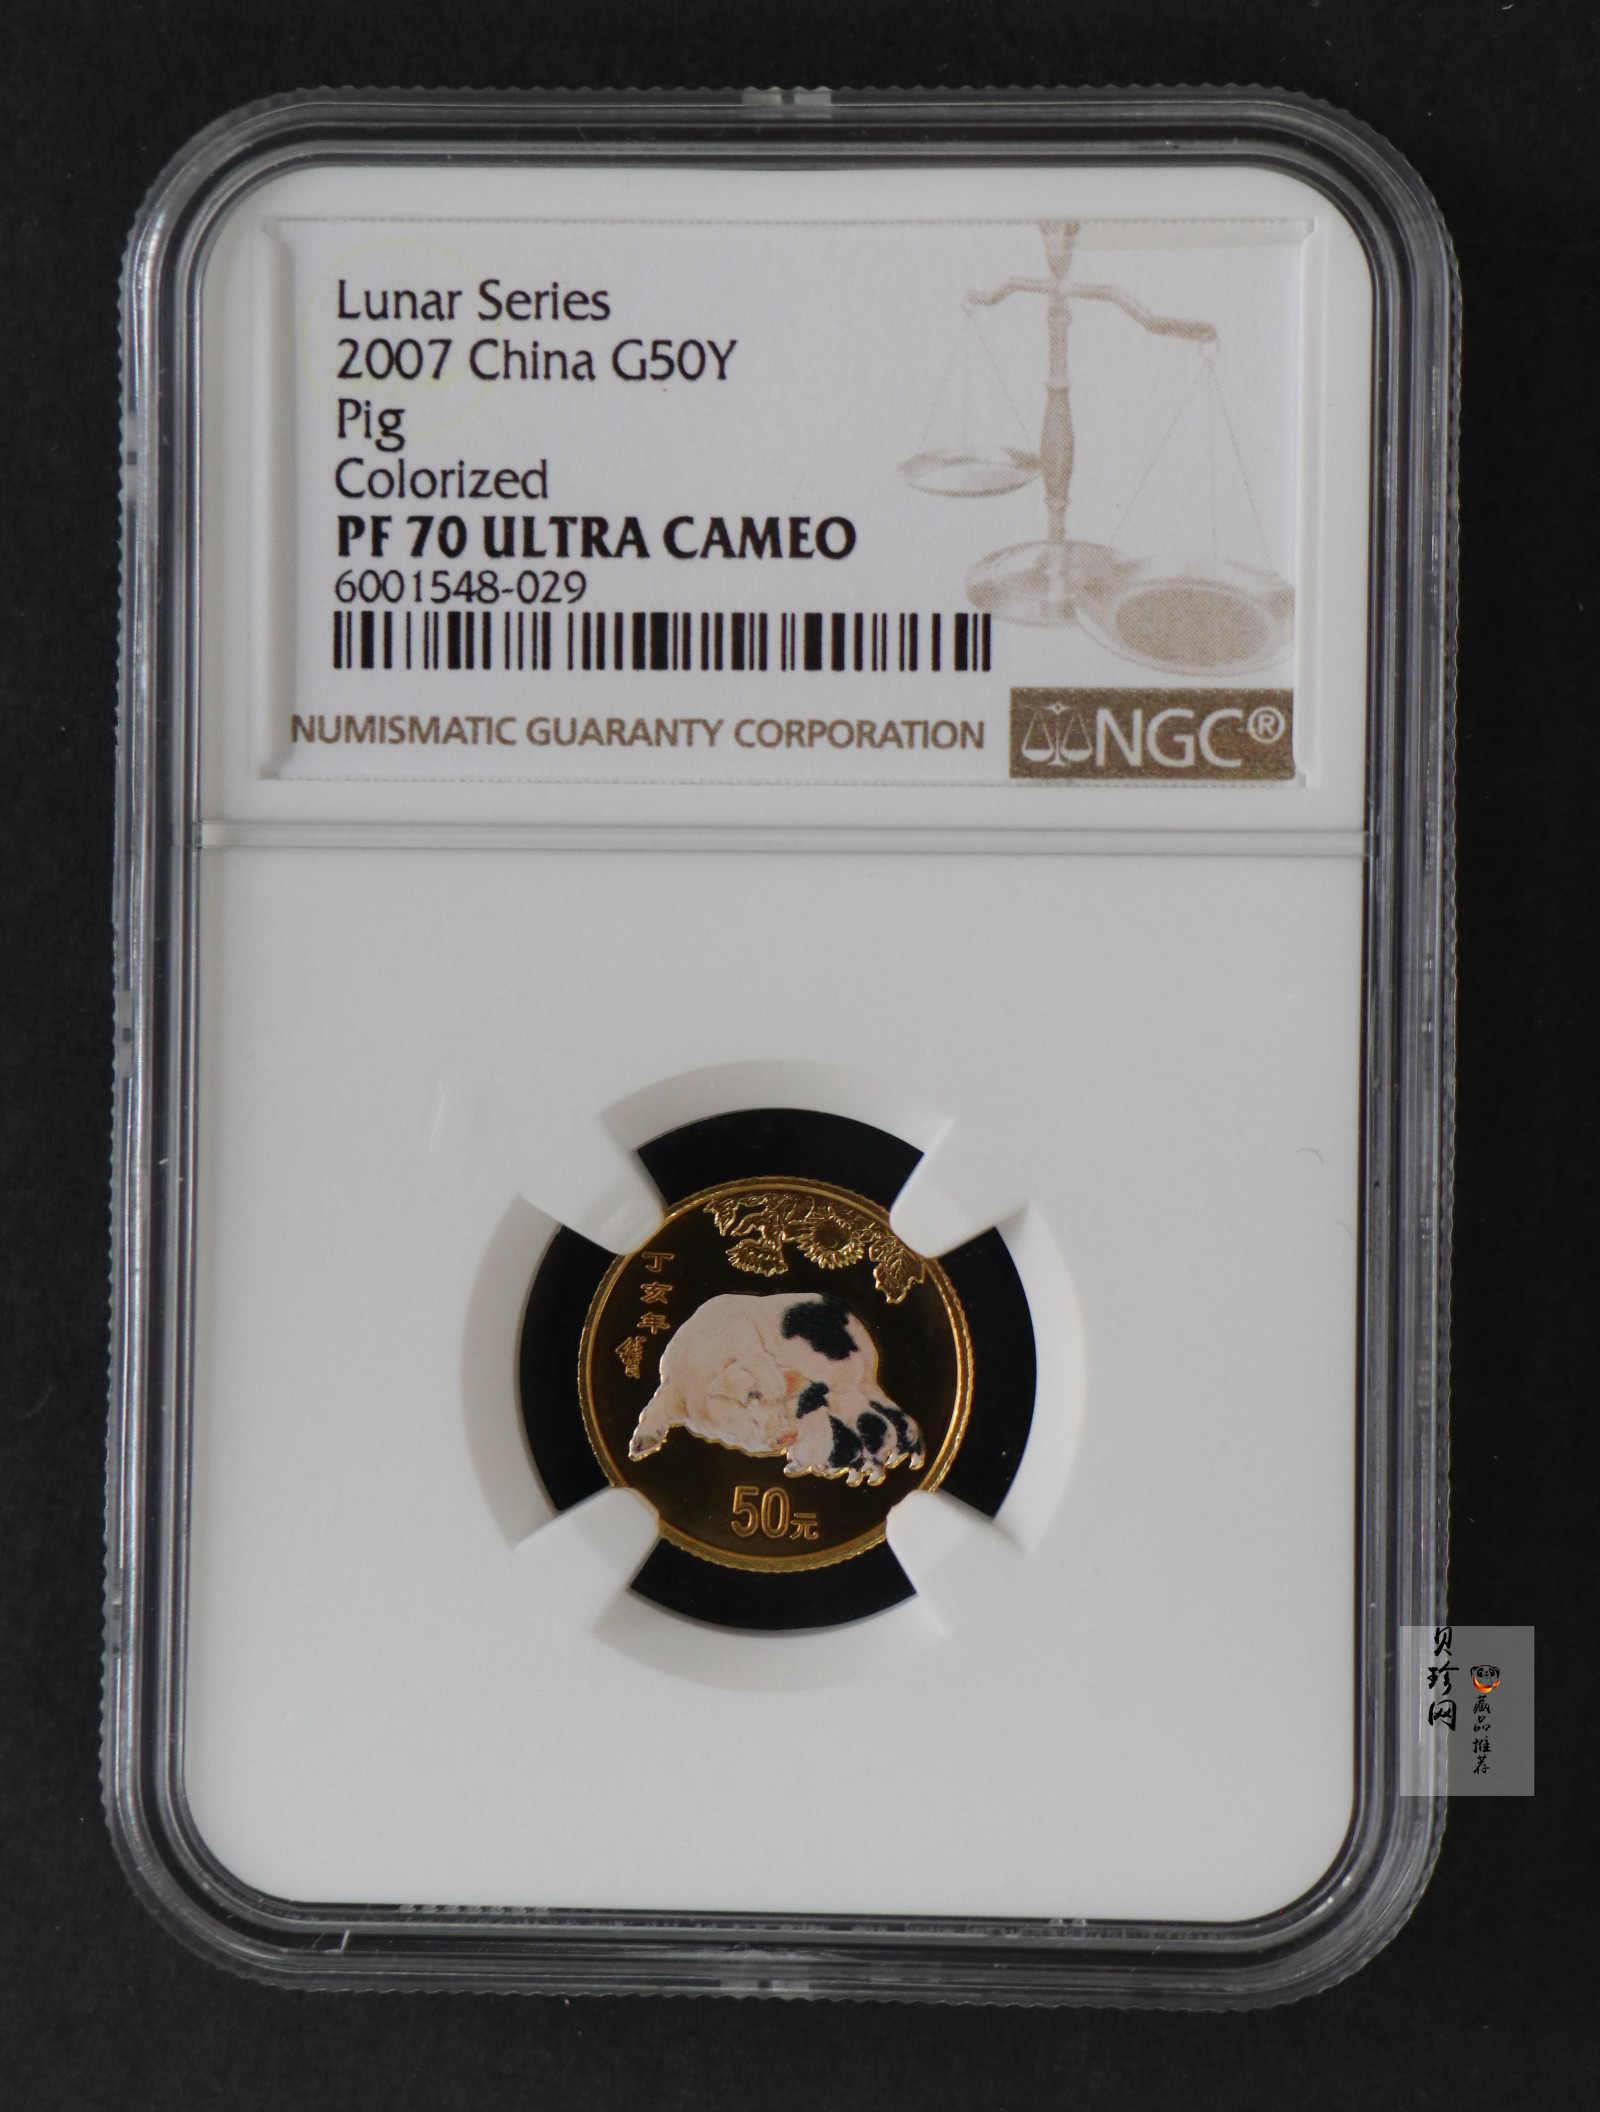 Lunar Series
2007 China G50Y
Pig
Colorized
PF 70 ULTRA CAMEO
6001548-029
NUMISMATIC GUARANTY CORPORATION
NGC®
丁亥年
50元
贝珍网
藏品推荐